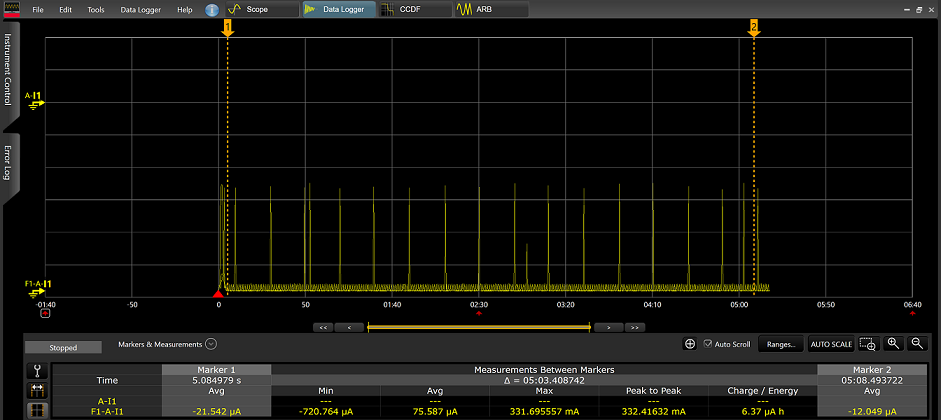 File Edit Tools Data Logger Help i Scope Data Logger CCDF ARB
Instrument Control
Error Log
1 2
A-I1
F1-A-I1
-01:40 -50 0 50 01:40 02:30 03:20 04:10 05:00 05:50 06:40
<< < > >>
Stopped Markers & Measurements Auto Scroll Ranges... AUTO SCALE
Marker 1 Measurements Between Markers Marker 2
Time 5.084979 s Δ = 05:03.408742 05:08.493722
Avg Min Avg Max Peak to Peak Charge / Energy Avg
A-I1 --- --- --- --- --- --- ---
F1-A-I1 -21.542 µA -720.764 µA 75.587 µA 331.695557 mA 332.41632 mA 6.37 µA h -12.049 µA